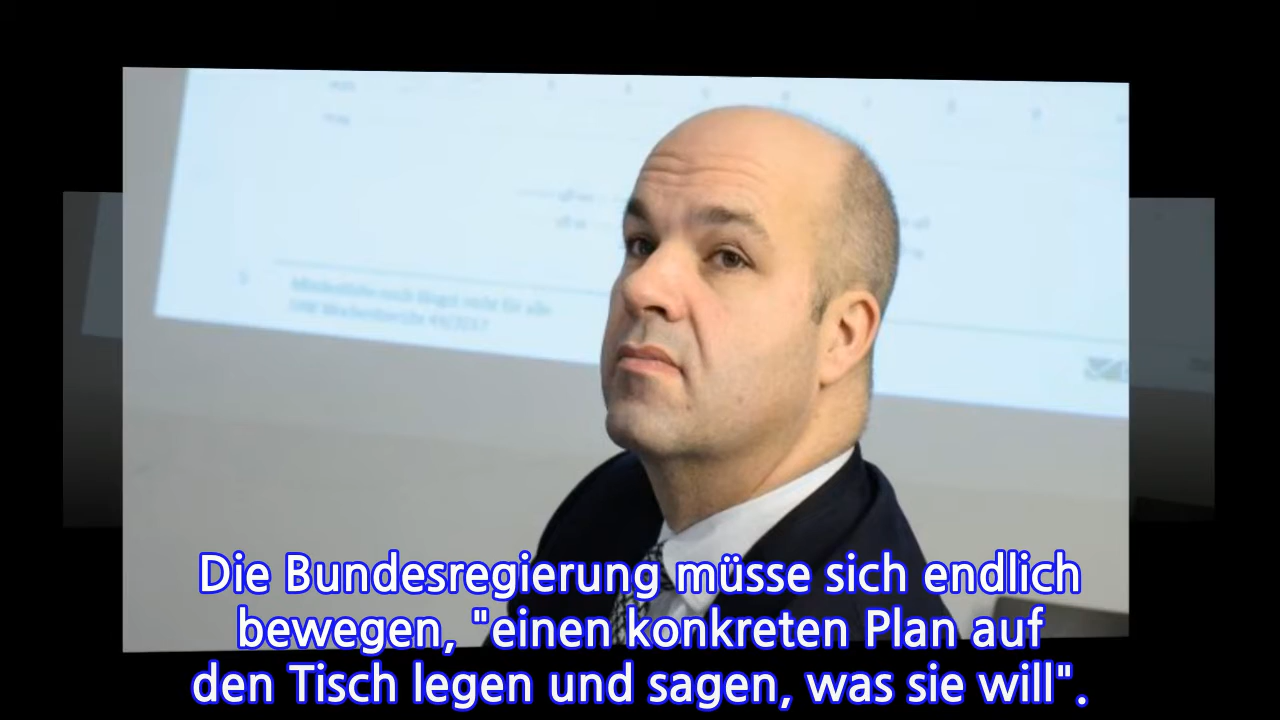 Die Bundesregierung müsse sich endlich
bewegen, "einen konkreten Plan auf
den Tisch legen und sagen, was sie will".